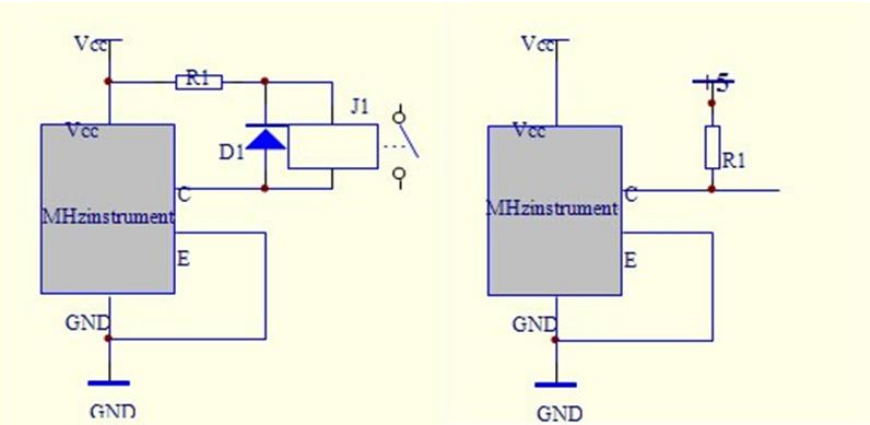 Vcc
R1
J1
Vcc
D1
C
MHzinstrument
E
GND
GND
Vcc
+5
Vcc
R1
C
MHzinstrument
E
GND
GND